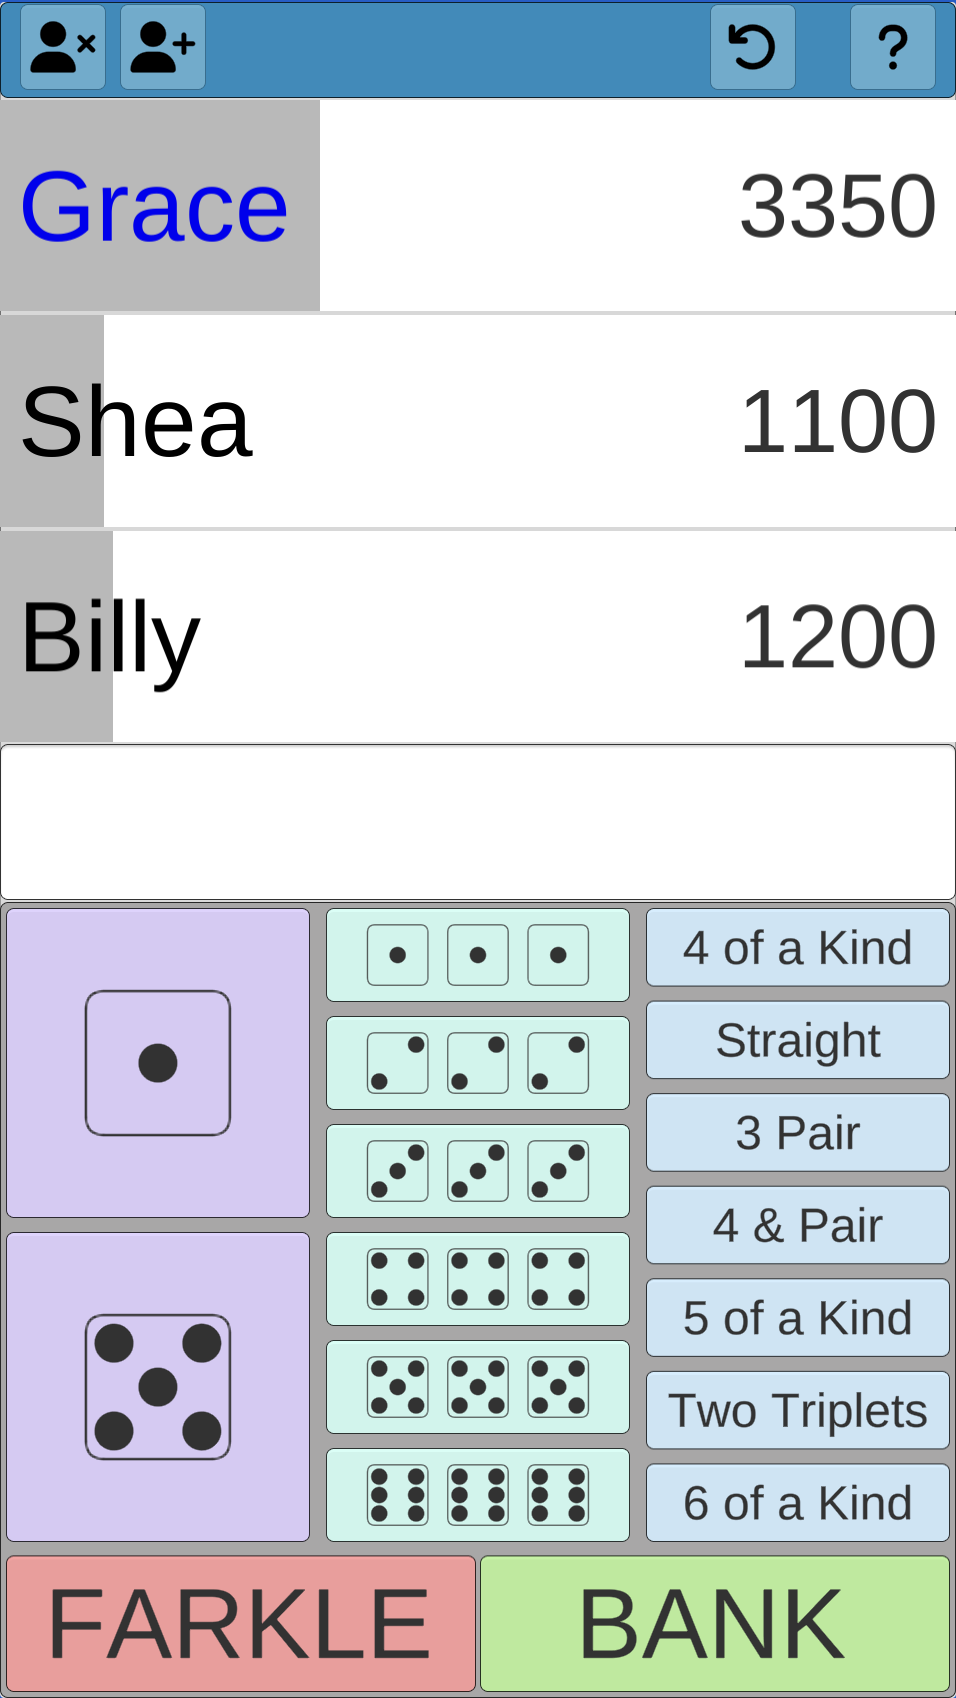 ?
Grace 3350
Shea 1100
Billy 1200
4 of a Kind
Straight
3 Pair
4 & Pair
5 of a Kind
Two Triplets
6 of a Kind
FARKLE BANK